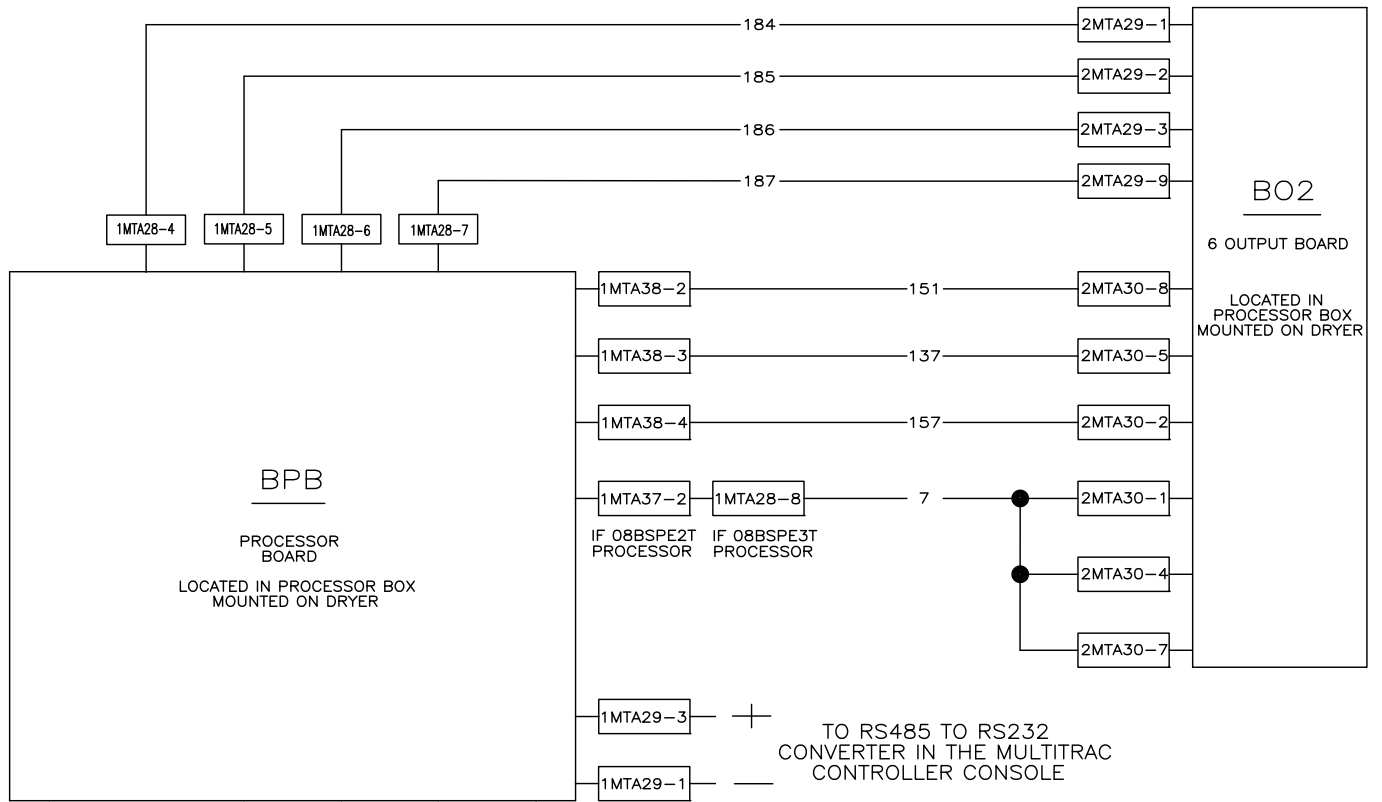 184
2MTA29-1
185
2MTA29-2
186
2MTA29-3
187
2MTA29-9
1MTA28-4
1MTA28-5
1MTA28-6
1MTA28-7
BO2
6 OUTPUT BOARD
LOCATED IN
PROCESSOR BOX
MOUNTED ON DRYER
1MTA38-2
151
2MTA30-8
1MTA38-3
137
2MTA30-5
1MTA38-4
157
2MTA30-2
BPB
PROCESSOR
BOARD
LOCATED IN PROCESSOR BOX
MOUNTED ON DRYER
1MTA37-2
1MTA28-8
7
2MTA30-1
IF 08BSPE2T
PROCESSOR
IF 08BSPE3T
PROCESSOR
2MTA30-4
2MTA30-7
1MTA29-3
+
1MTA29-1
-
TO RS485 TO RS232
CONVERTER IN THE MULTITRAC
CONTROLLER CONSOLE